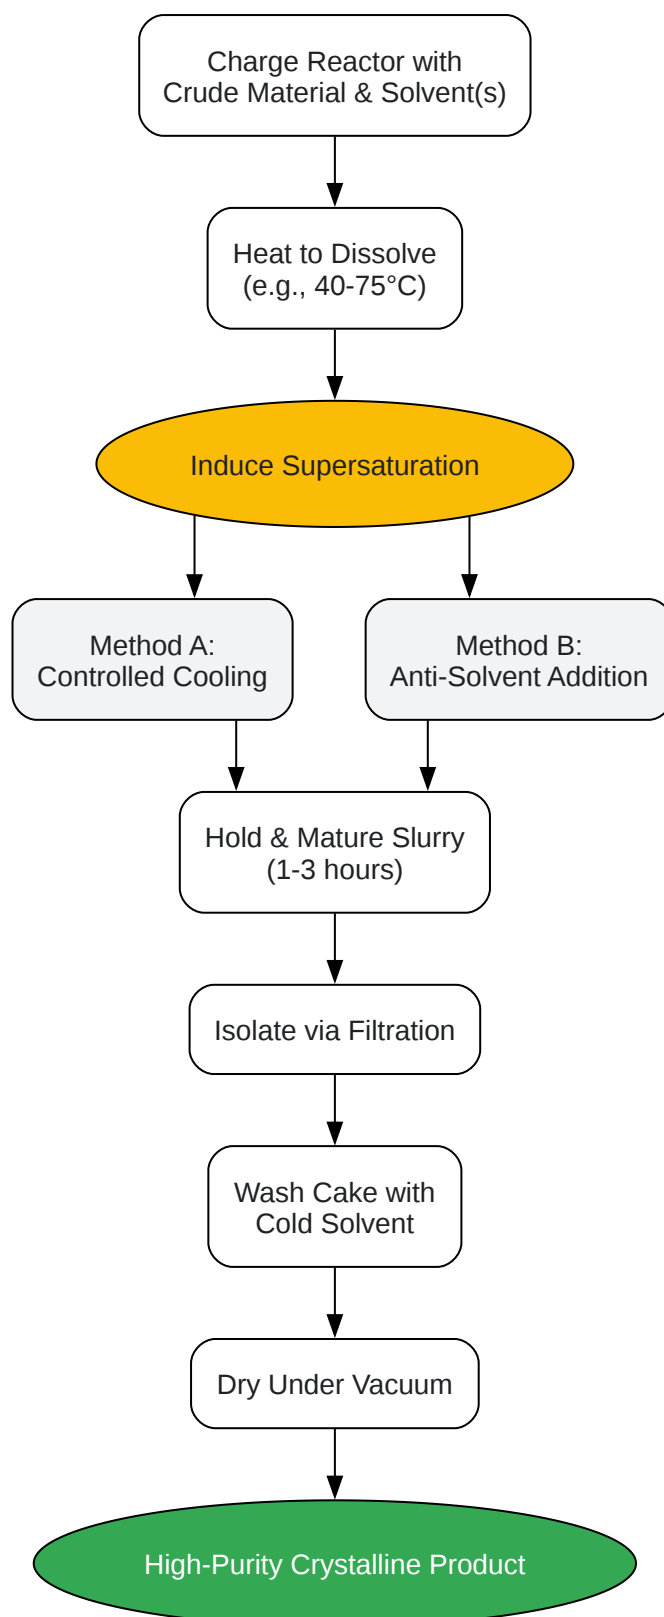 Charge Reactor with
Crude Material & Solvent(s)
Heat to Dissolve
(e.g., 40-75°C)
Induce Supersaturation
Method A:
Controlled Cooling
Method B:
Anti-Solvent Addition
Hold & Mature Slurry
(1-3 hours)
Isolate via Filtration
Wash Cake with
Cold Solvent
Dry Under Vacuum
High-Purity Crystalline Product